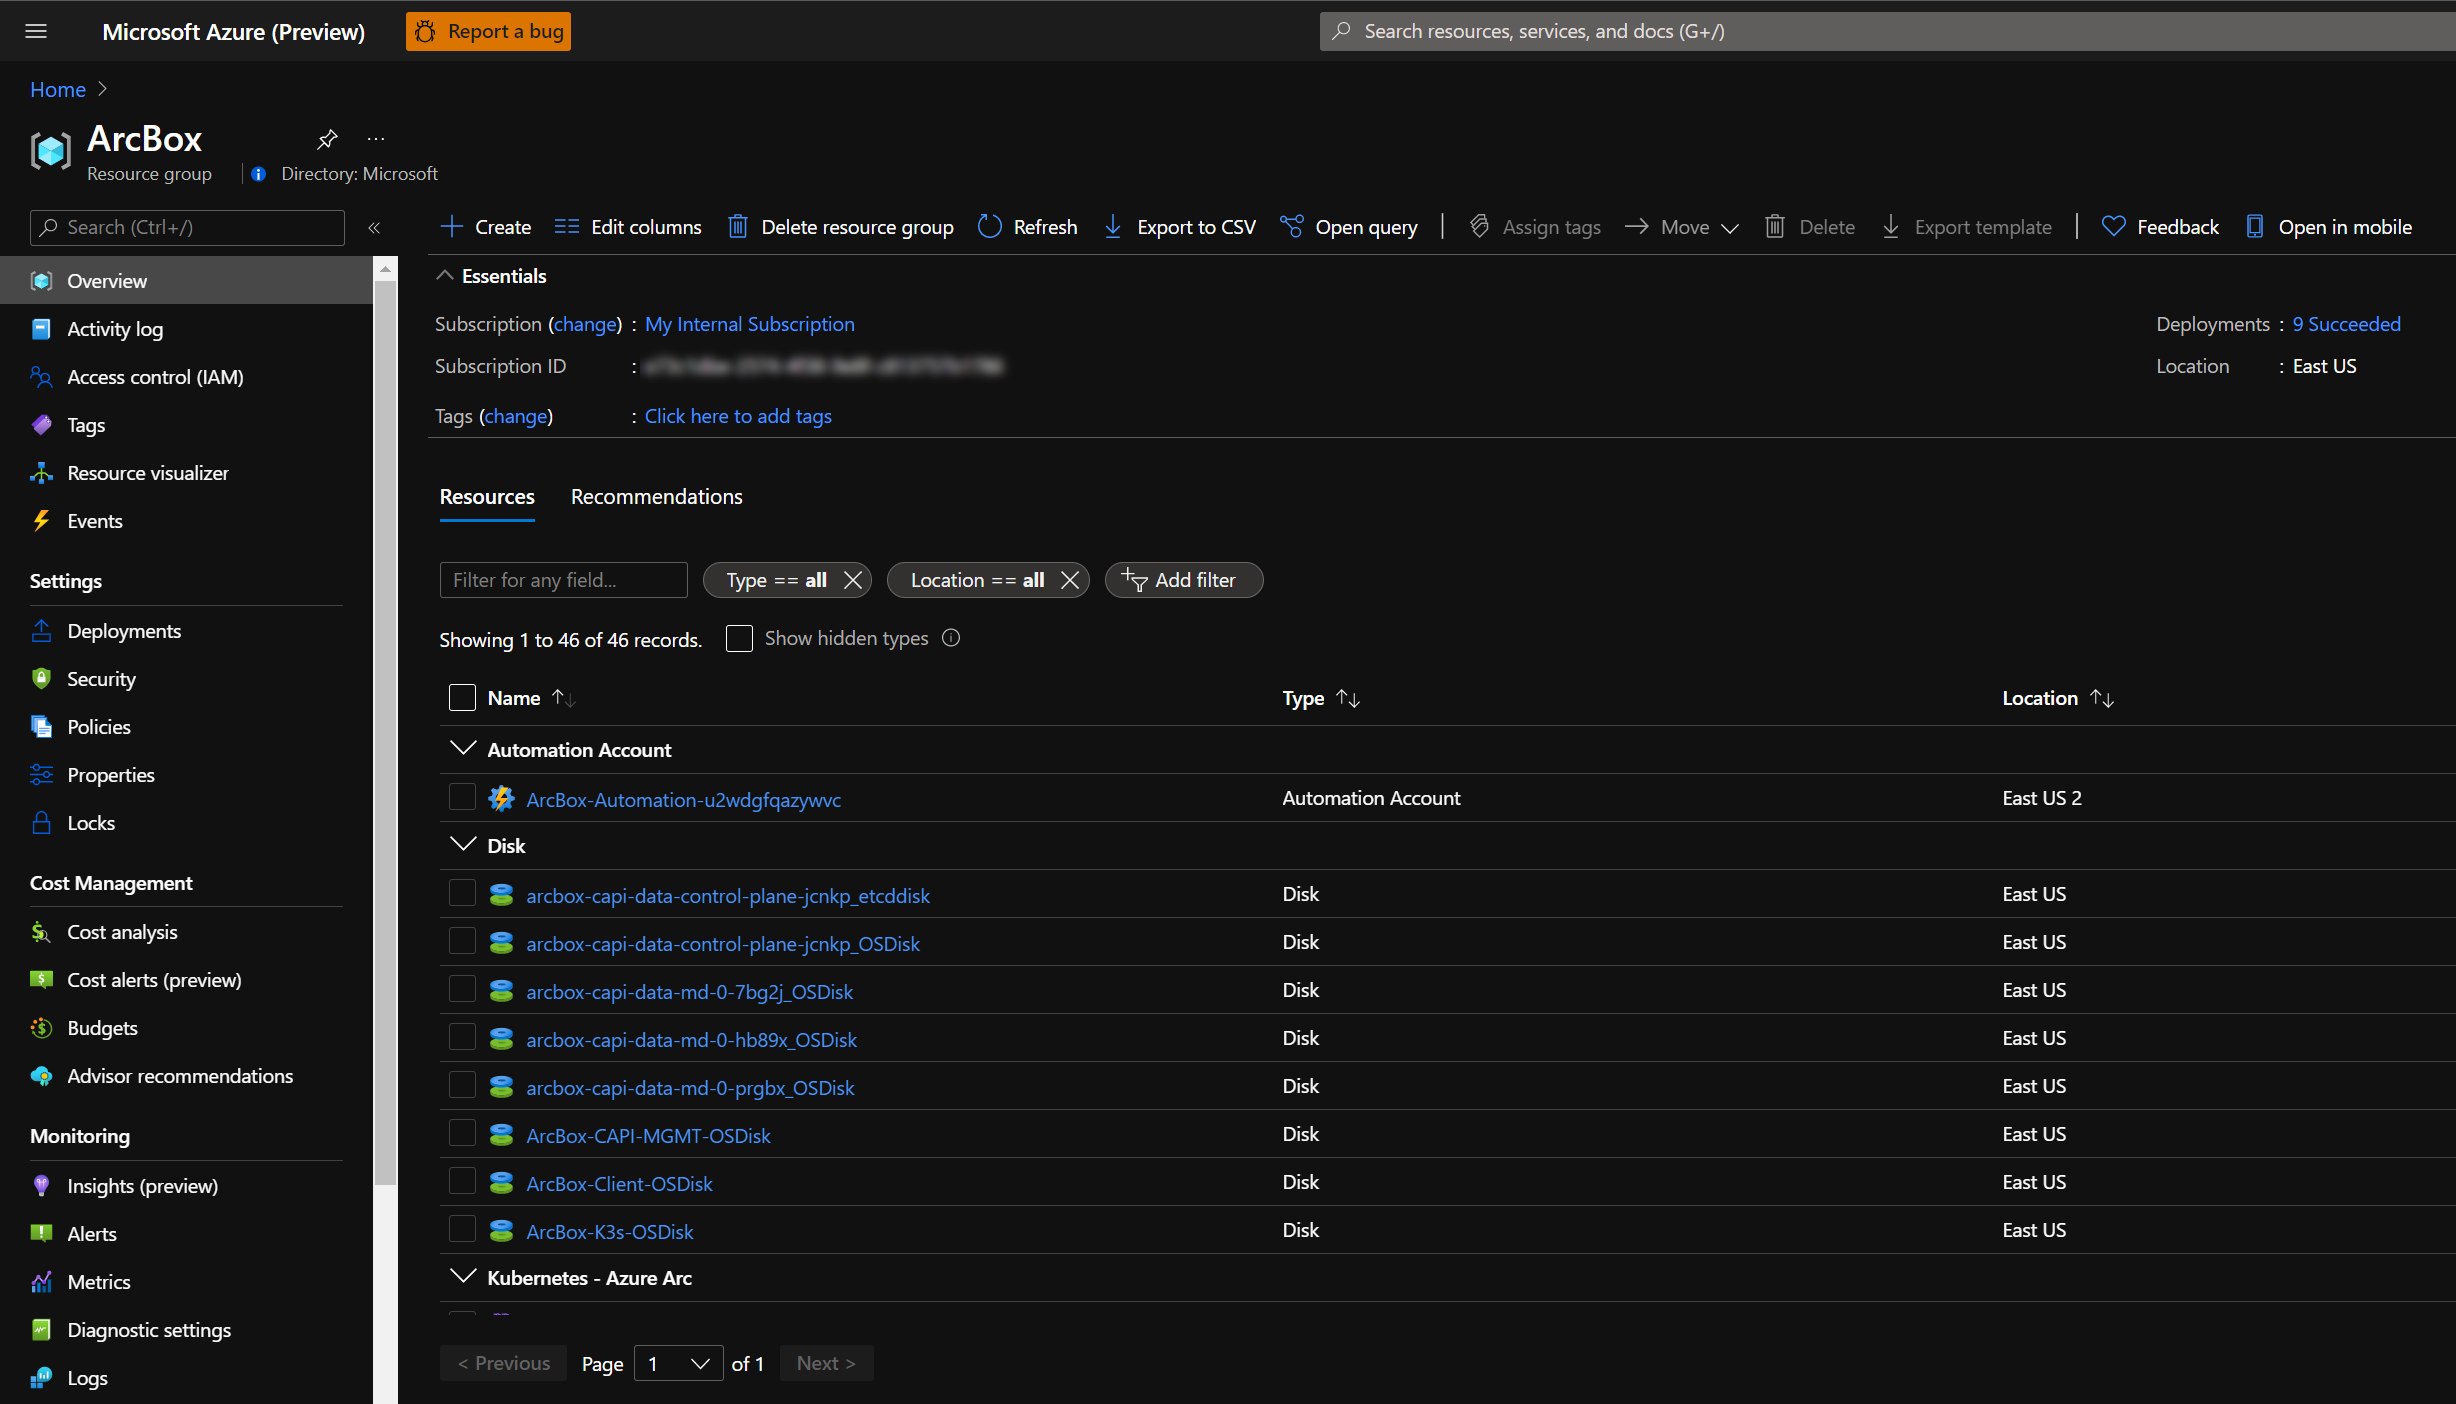 Microsoft Azure (Preview) Report a bug Search resources, services, and docs (G+/)
Home >
ArcBox
Resource group Directory: Microsoft
Search (Ctrl+/)
Overview
Activity log
Access control (IAM)
Tags
Resource visualizer
Events
Settings
Deployments
Security
Policies
Properties
Locks
Cost Management
Cost analysis
Cost alerts (preview)
Budgets
Advisor recommendations
Monitoring
Insights (preview)
Alerts
Metrics
Diagnostic settings
Logs
Create Edit columns Delete resource group Refresh Export to CSV Open query Assign tags Move Delete Export template Feedback Open in mobile
Essentials
Subscription (change) : My Internal Subscription
Subscription ID :
Tags (change) : Click here to add tags
Deployments : 9 Succeeded
Location : East US
Resources Recommendations
Filter for any field... Type == all Location == all Add filter
Showing 1 to 46 of 46 records. Show hidden types
Name Type Location
Automation Account
ArcBox-Automation-u2wdgfqazywvc Automation Account East US 2
Disk
arcbox-capi-data-control-plane-jcnkp_etcddisk Disk East US
arcbox-capi-data-control-plane-jcnkp_OSDisk Disk East US
arcbox-capi-data-md-0-7bg2j_OSDisk Disk East US
arcbox-capi-data-md-0-hb89x_OSDisk Disk East US
arcbox-capi-data-md-0-prgbx_OSDisk Disk East US
ArcBox-CAPI-MGMT-OSDisk Disk East US
ArcBox-Client-OSDisk Disk East US
ArcBox-K3s-OSDisk Disk East US
Kubernetes - Azure Arc
< Previous Page 1 of 1 Next >